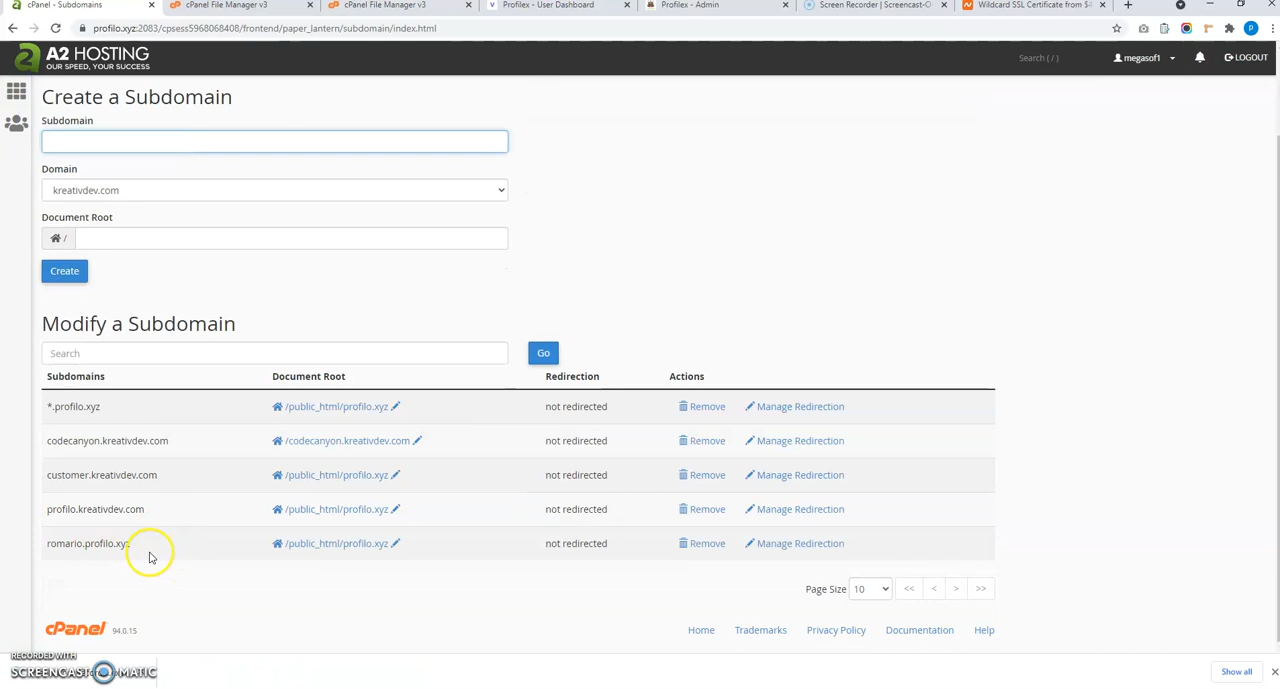 cPanel - Subdomains
cPanel File Manager v3
cPanel File Manager v3
Profilex - User Dashboard
Profilex - Admin
Screen Recorder | Screencast-O
Wildcard SSL Certificate from $4
profilo.xyz:2083/cpsess5968068408/frontend/paper_lantern/subdomain/index.html
A2 HOSTING
OUR SPEED, YOUR SUCCESS
Search ( / )
megasof1
LOGOUT
Create a Subdomain
Subdomain
Domain
kreativdev.com
Document Root
/
Create
Modify a Subdomain
Search
Go
Subdomains Document Root Redirection Actions
*.profilo.xyz /public_html/profilo.xyz not redirected Remove Manage Redirection
codecanyon.kreativdev.com /codecanyon.kreativdev.com not redirected Remove Manage Redirection
customer.kreativdev.com /public_html/profilo.xyz not redirected Remove Manage Redirection
profilo.kreativdev.com /public_html/profilo.xyz not redirected Remove Manage Redirection
romario.profilo.xyz /public_html/profilo.xyz not redirected Remove Manage Redirection
Page Size 10 << < > >>
cPanel 94.0.15
Home Trademarks Privacy Policy Documentation Help
RECORDED WITH
SCREENCAST MATIC
Show all